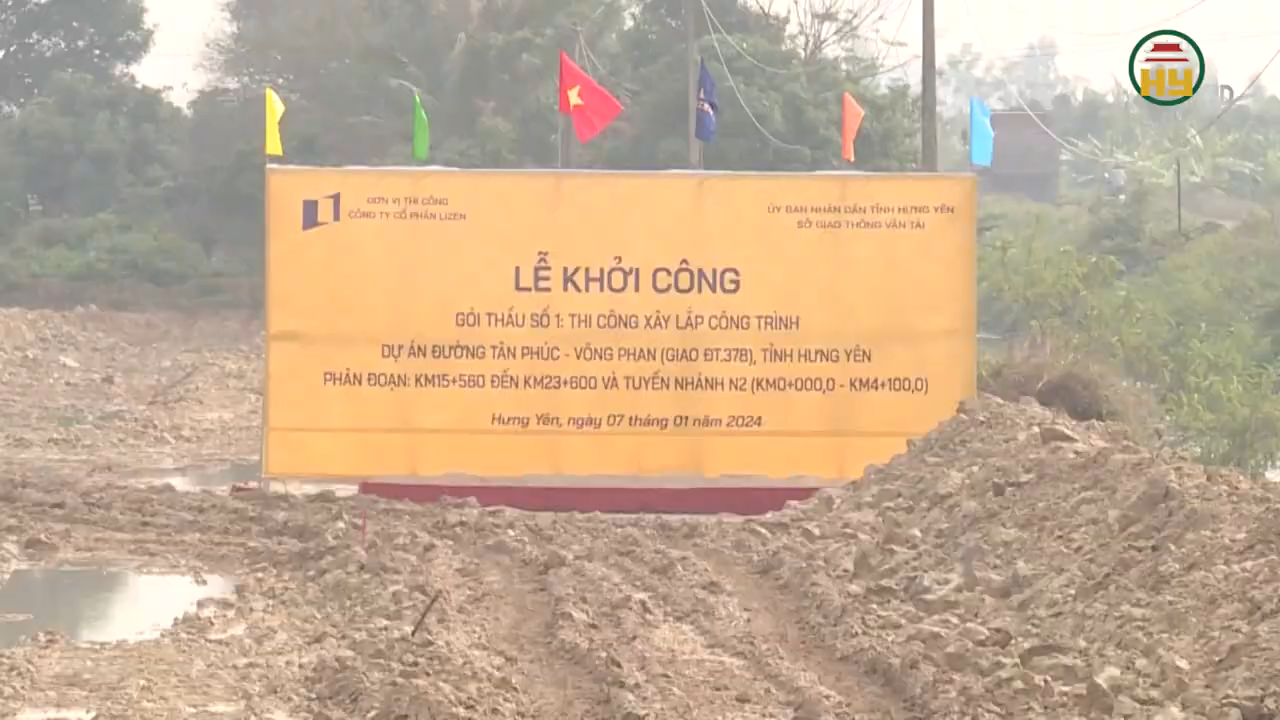 HY
D
ĐƠN VỊ THI CÔNG
CÔNG TY CỔ PHẦN LIZEN
ỦY BAN NHÂN DÂN TỈNH HƯNG YÊN
SỞ GIAO THÔNG VẬN TẢI
LỄ KHỞI CÔNG
GÓI THẦU SỐ 1: THI CÔNG XÂY LẮP CÔNG TRÌNH
DỰ ÁN ĐƯỜNG TÂN PHÚC - VÕNG PHAN (GIAO ĐT.378), TỈNH HƯNG YÊN
PHÂN ĐOẠN: KM15+560 ĐẾN KM23+600 VÀ TUYẾN NHÁNH N2 (KM0+000,0 - KM4+100,0)
Hưng Yên, ngày 07 tháng 01 năm 2024